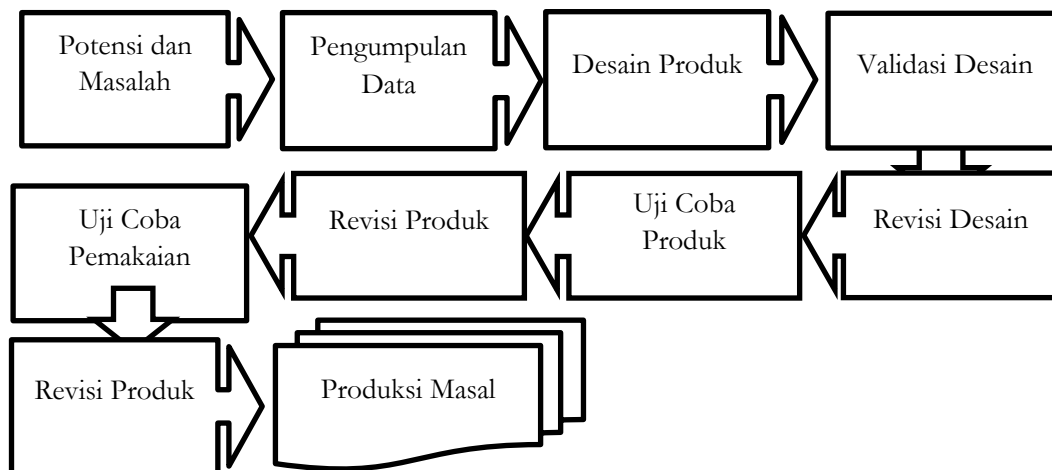 Potensi dan
Masalah
Pengumpulan
Data
Desain Produk
Validasi Desain
Revisi Desain
Uji Coba
Produk
Revisi Produk
Uji Coba
Pemakaian
Revisi Produk
Produksi Masal